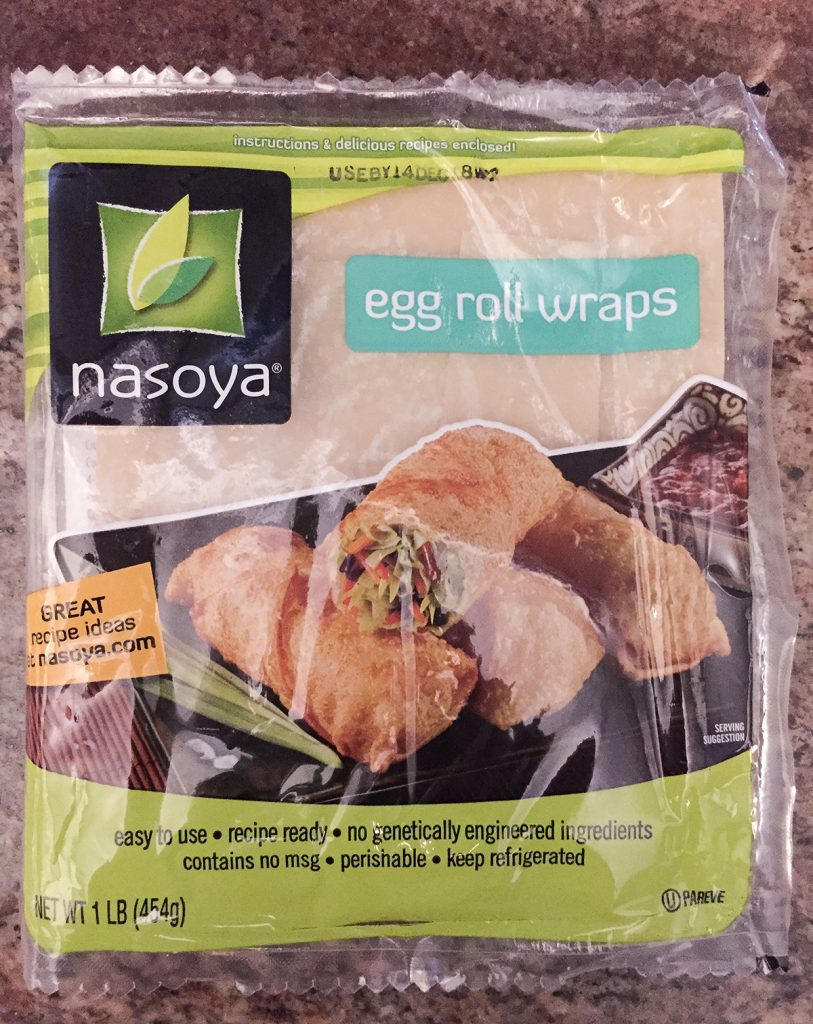 instructions & delicious recipes enclosed!
USEBY14DEC
nasoya®
egg roll wraps
GREAT
recipe ideas
nasoya.com
SERVING
SUGGESTION
easy to use • recipe ready • no genetically engineered ingredients
contains no msg • perishable • keep refrigerated
NET WT 1 LB (454g)
U PAREVE